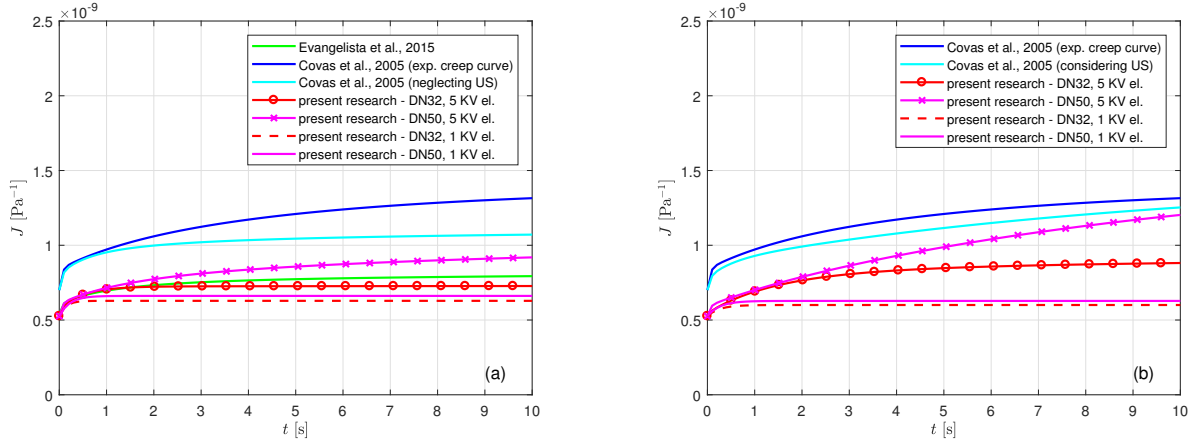 ×10⁻⁹
2.5
2
1.5
1
0.5
0
J [Pa⁻¹]
0 1 2 3 4 5 6 7 8 9 10
t [s]
Evangelista et al., 2015
Covas et al., 2005 (exp. creep curve)
Covas et al., 2005 (neglecting US)
present research - DN32, 5 KV el.
present research - DN50, 5 KV el.
present research - DN32, 1 KV el.
present research - DN50, 1 KV el.
(a)
×10⁻⁹
2.5
2
1.5
1
0.5
0
J [Pa⁻¹]
0 1 2 3 4 5 6 7 8 9 10
t [s]
Covas et al., 2005 (exp. creep curve)
Covas et al., 2005 (considering US)
present research - DN32, 5 KV el.
present research - DN50, 5 KV el.
present research - DN32, 1 KV el.
present research - DN50, 1 KV el.
(b)